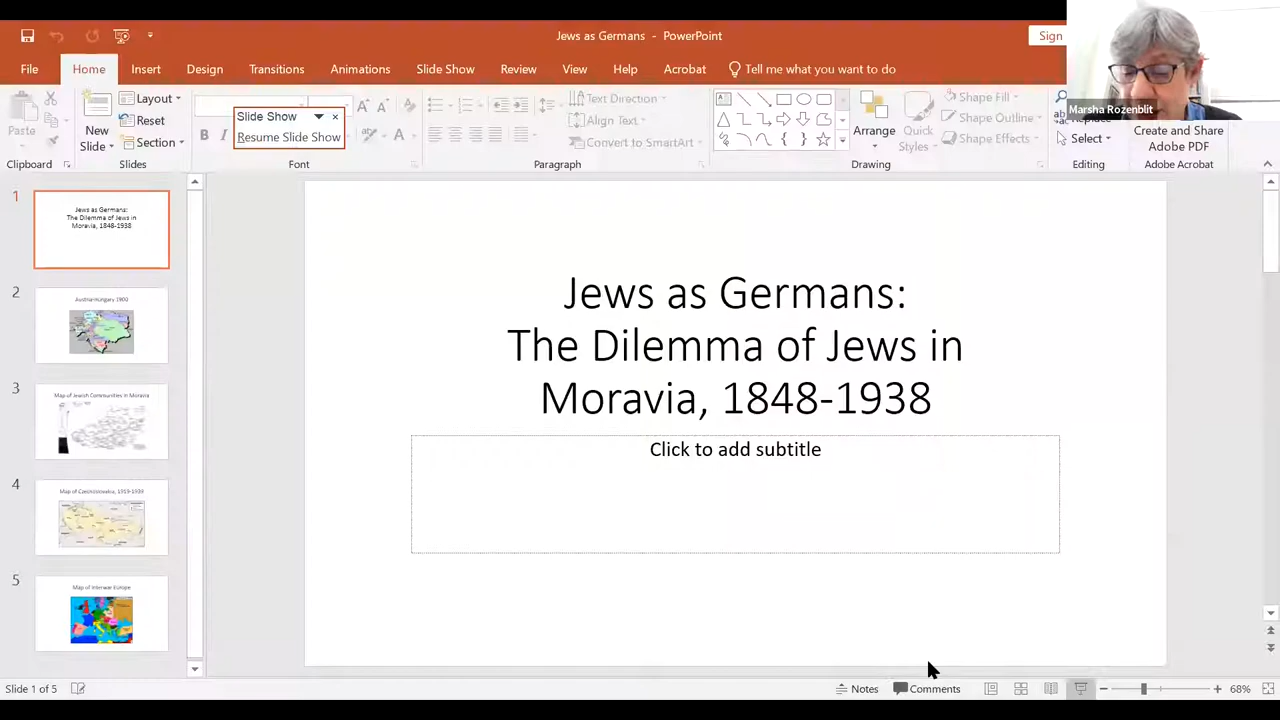 Jews as Germans - PowerPoint
Sign
File
Home
Insert
Design
Transitions
Animations
Slide Show
Review
View
Help
Acrobat
Tell me what you want to do
Marsha Rozenblit
Paste
New
Slide
Layout
Reset
Section
Slide Show
Resume Slide Show
B
I
Text Direction
Align Text
Convert to SmartArt
Arrange
Quick
Styles
Shape Fill
Shape Outline
Shape Effects
Replace
Select
Create and Share
Adobe PDF
Clipboard
Slides
Font
Paragraph
Drawing
Editing
Adobe Acrobat
1
Jews as Germans:
The Dilemma of Jews in
Moravia, 1848-1938
2
Austria-Hungary 1900
3
Map of Jewish Communities in Moravia
4
Map of Czechoslovakia, 1919-1939
5
Map of Interwar Europe
Jews as Germans:
The Dilemma of Jews in
Moravia, 1848-1938
Click to add subtitle
Slide 1 of 5
Notes
Comments
68%